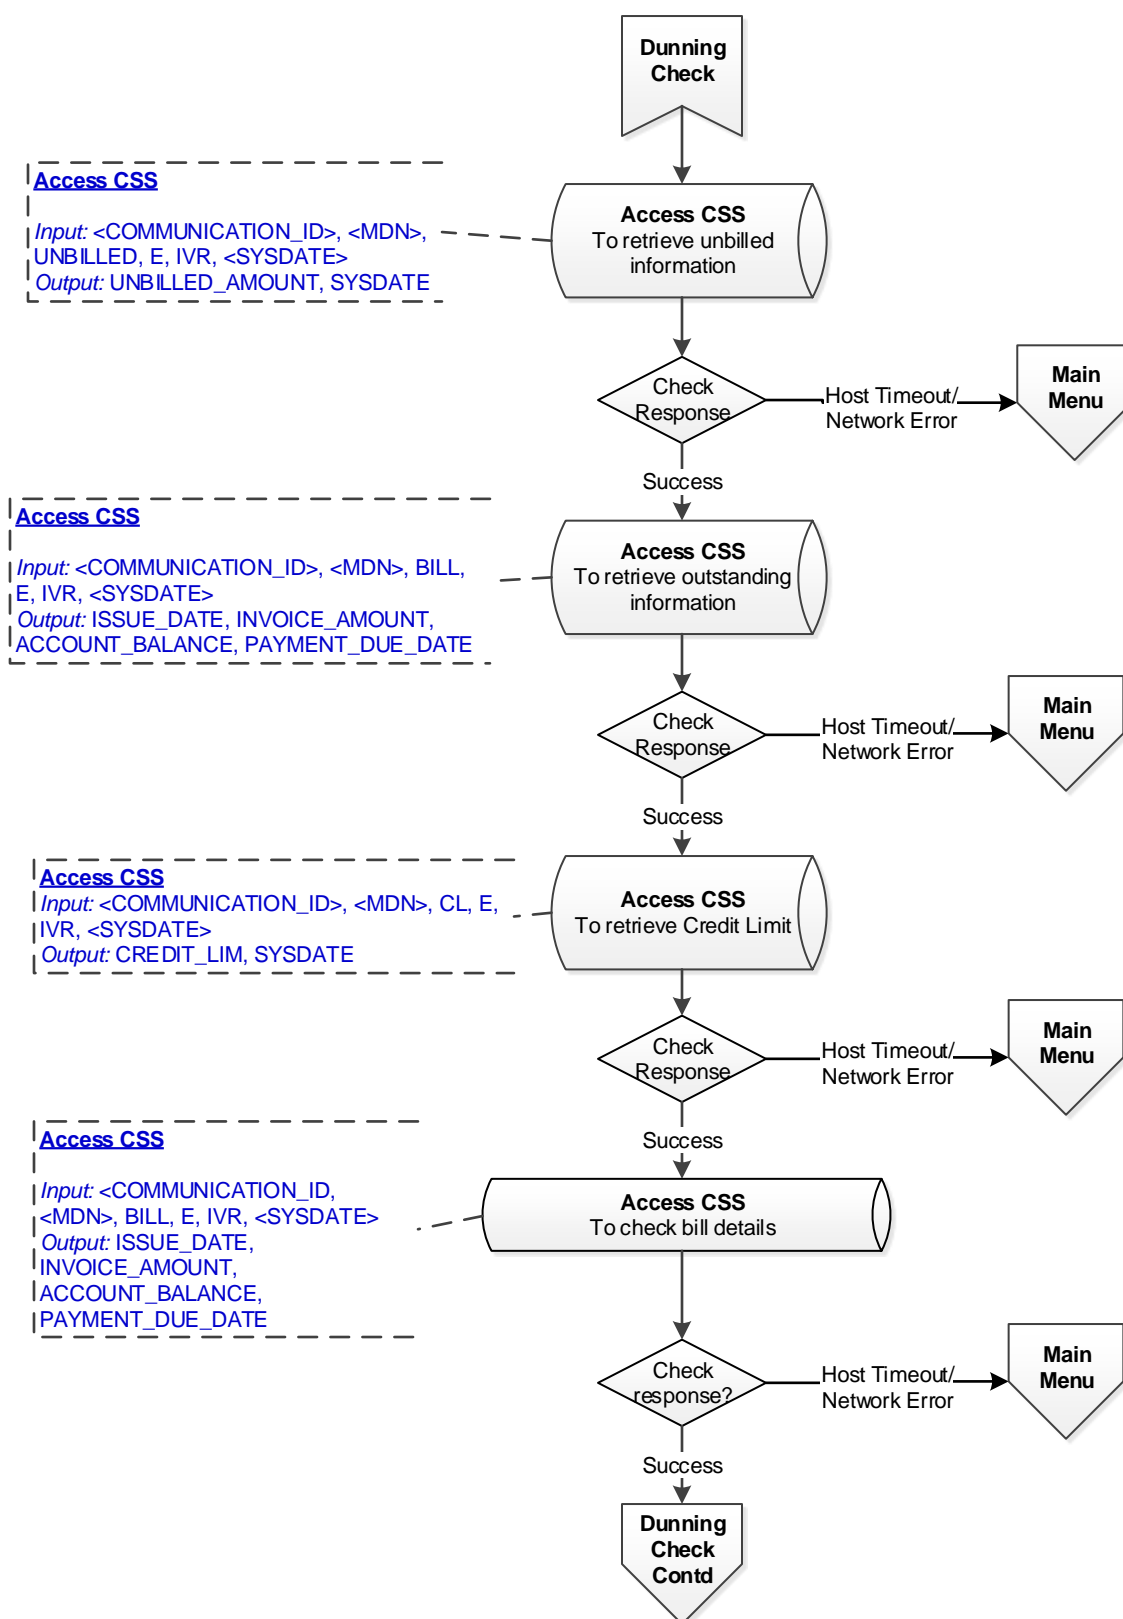 Dunning
Check
Access CSS
Input: <COMMUNICATION_ID>, <MDN>,
UNBILLED, E, IVR, <SYSDATE>
Output: UNBILLED_AMOUNT, SYSDATE
Access CSS
To retrieve unbilled
information
Check
Response
Host Timeout/
Network Error
Main
Menu
Success
Access CSS
Input: <COMMUNICATION_ID>, <MDN>, BILL,
E, IVR, <SYSDATE>
Output: ISSUE_DATE, INVOICE_AMOUNT,
ACCOUNT_BALANCE, PAYMENT_DUE_DATE
Access CSS
To retrieve outstanding
information
Check
Response
Host Timeout/
Network Error
Main
Menu
Success
Access CSS
Input: <COMMUNICATION_ID>, <MDN>, CL, E,
IVR, <SYSDATE>
Output: CREDIT_LIM, SYSDATE
Access CSS
To retrieve Credit Limit
Check
Response
Host Timeout/
Network Error
Main
Menu
Success
Access CSS
Input: <COMMUNICATION_ID,
<MDN>, BILL, E, IVR, <SYSDATE>
Output: ISSUE_DATE,
INVOICE_AMOUNT,
ACCOUNT_BALANCE,
PAYMENT_DUE_DATE
Access CSS
To check bill details
Check
response?
Host Timeout/
Network Error
Main
Menu
Success
Dunning
Check
Contd